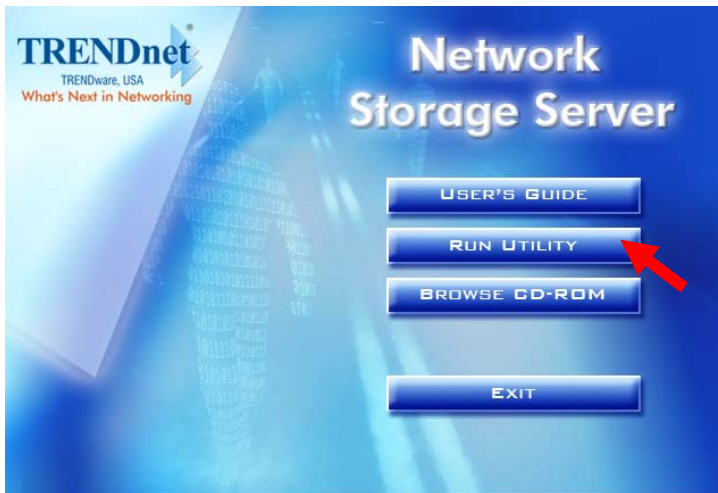 TRENDnet®
TRENDware, USA
What's Next in Networking
Network
Storage Server
User's Guide
Run Utility
Browse CD-ROM
Exit